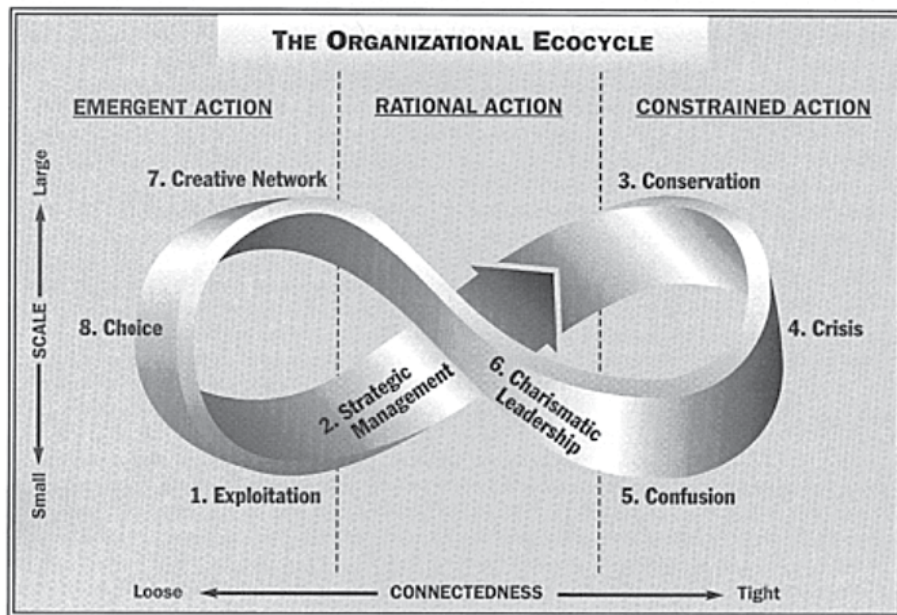 THE ORGANIZATIONAL ECOCYCLE
EMERGENT ACTION
RATIONAL ACTION
CONSTRAINED ACTION
7. Creative Network
3. Conservation
8. Choice
4. Crisis
2. Strategic
Management
6. Charismatic
Leadership
1. Exploitation
5. Confusion
Large
SCALE
Small
Loose
CONNECTEDNESS
Tight